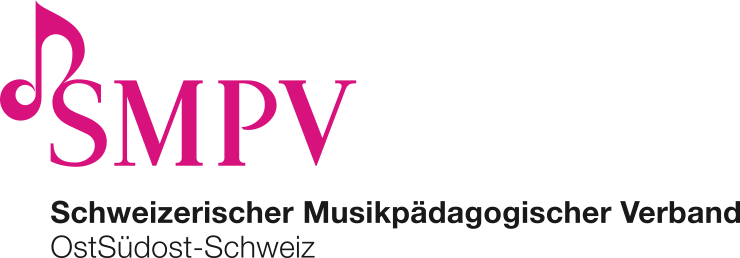 SMPV
Schweizerischer Musikpädagogischer Verband
OstSüdost-Schweiz